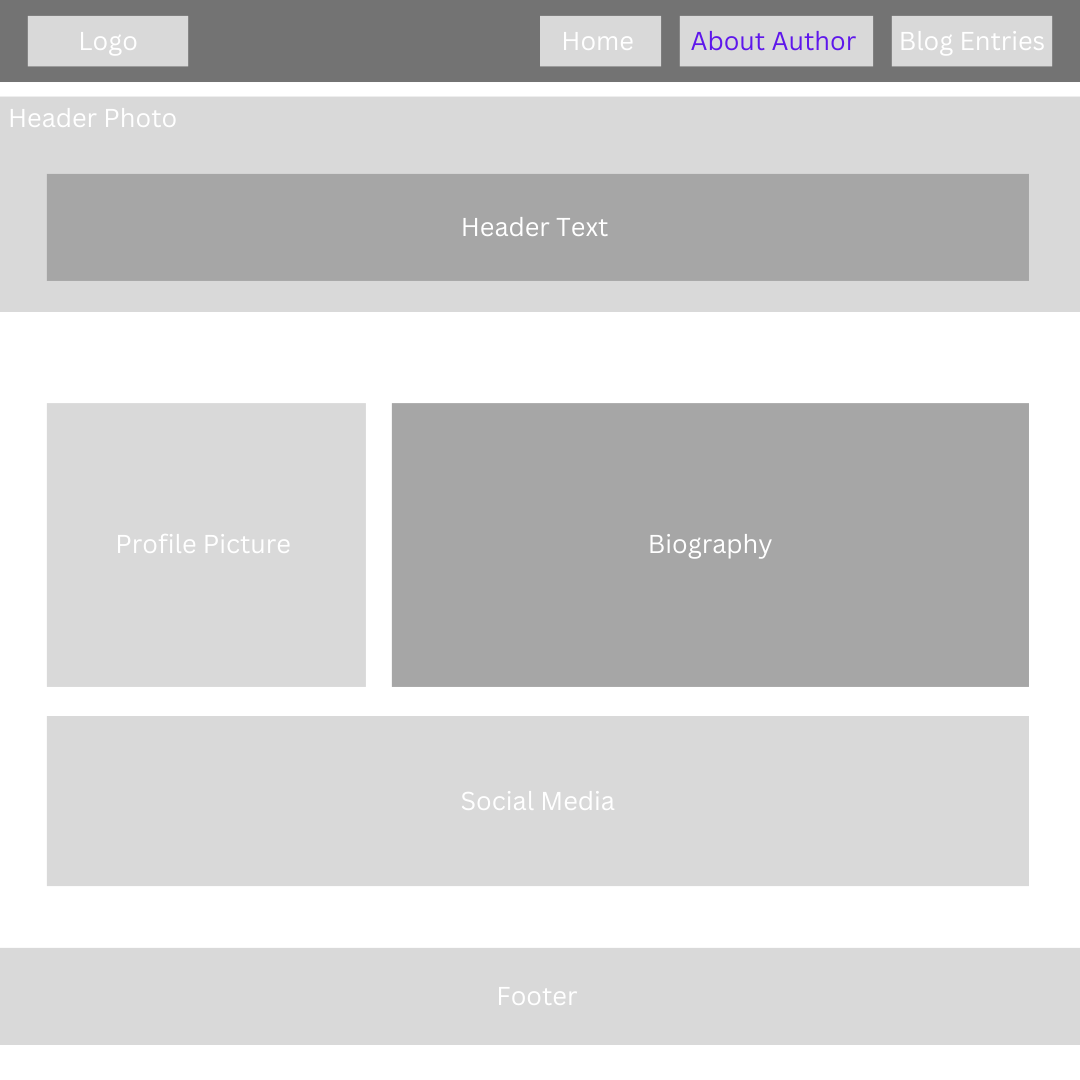 Logo
Home
About Author
Blog Entries
Header Photo
Header Text
Profile Picture
Biography
Social Media
Footer